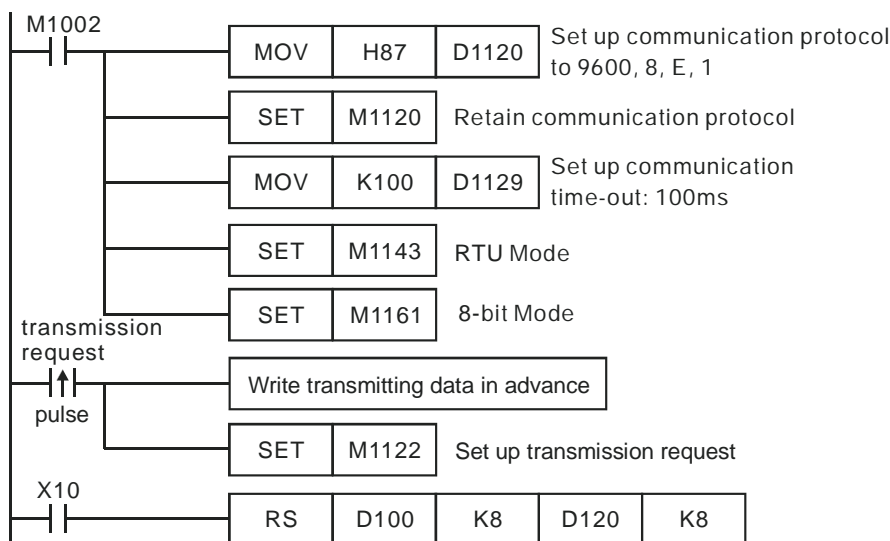 M1002
MOV H87 D1120 Set up communication protocol
to 9600, 8, E, 1
SET M1120 Retain communication protocol
MOV K100 D1129 Set up communication
time-out: 100ms
SET M1143 RTU Mode
SET M1161 8-bit Mode
transmission
request
Write transmitting data in advance
pulse
SET M1122 Set up transmission request
X10
RS D100 K8 D120 K8